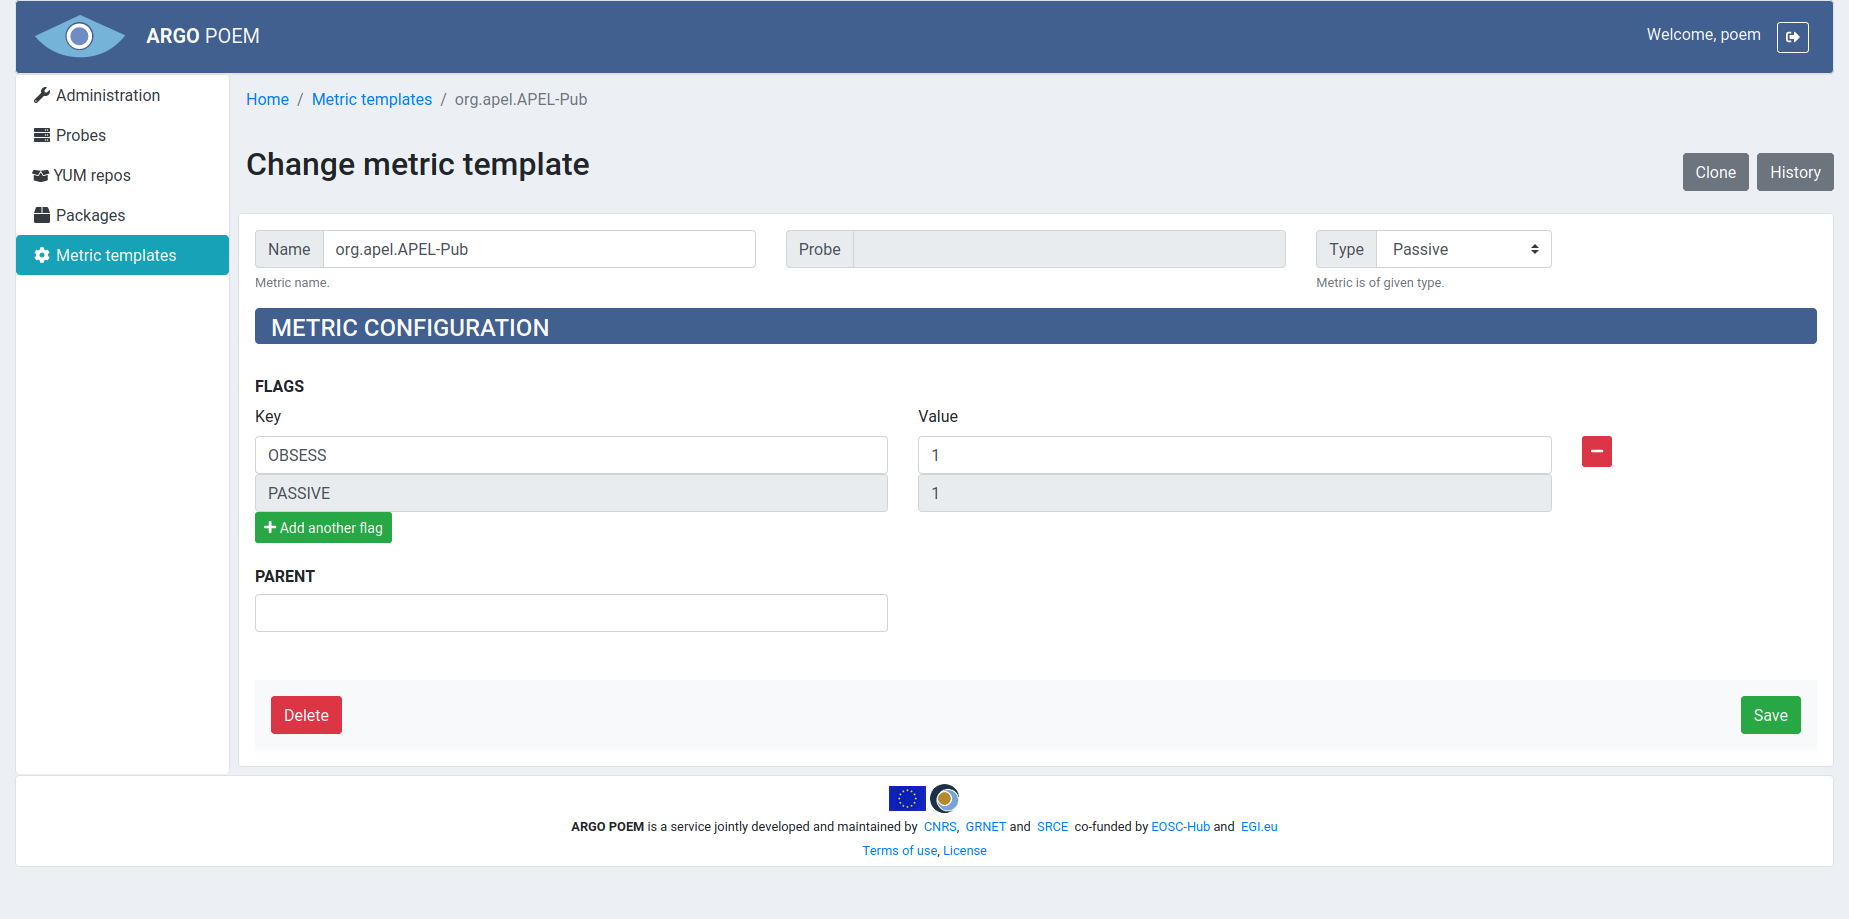 ARGO POEM
Welcome, poem
Administration
Probes
YUM repos
Packages
Metric templates
Home / Metric templates / org.apel.APEL-Pub
Change metric template
Clone
History
Name org.apel.APEL-Pub
Metric name.
Probe
Type Passive
Metric is of given type.
METRIC CONFIGURATION
FLAGS
Key Value
OBSESS 1
PASSIVE 1
Add another flag
PARENT
Delete
Save
ARGO POEM is a service jointly developed and maintained by CNRS, GRNET and SRCE co-funded by EOSC-Hub and EGI.eu
Terms of use, License